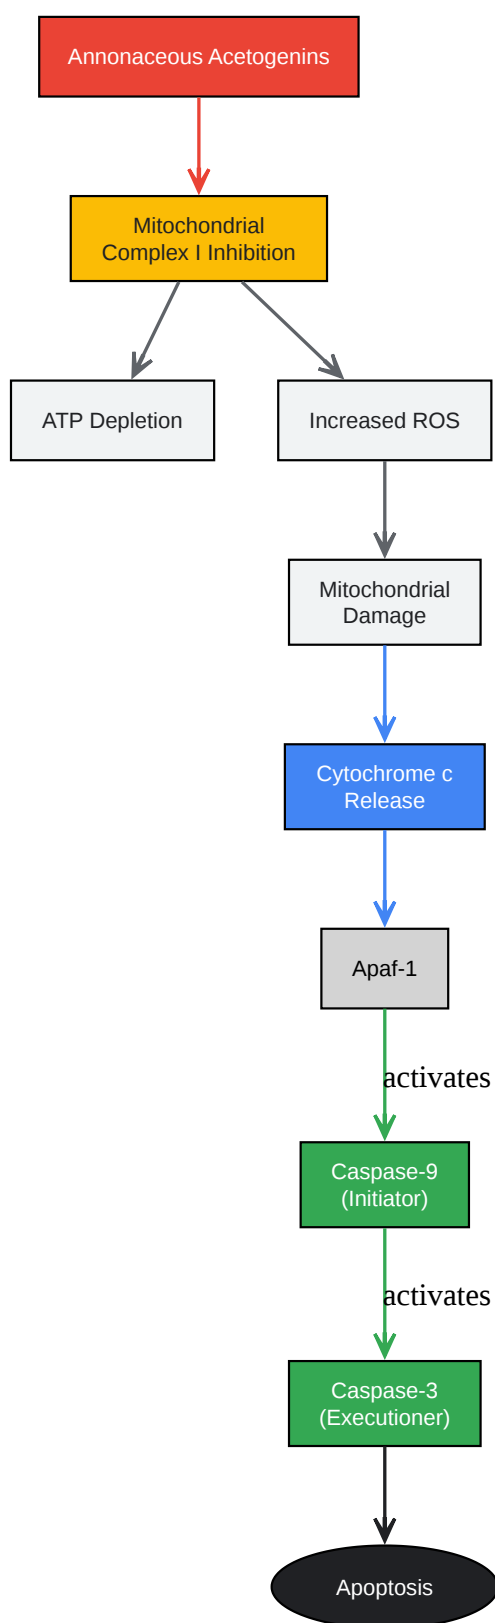 Annonaceous Acetogenins
Mitochondrial
Complex I Inhibition
ATP Depletion
Increased ROS
Mitochondrial
Damage
Cytochrome c
Release
Apaf-1
activates
Caspase-9
(Initiator)
activates
Caspase-3
(Executioner)
Apoptosis